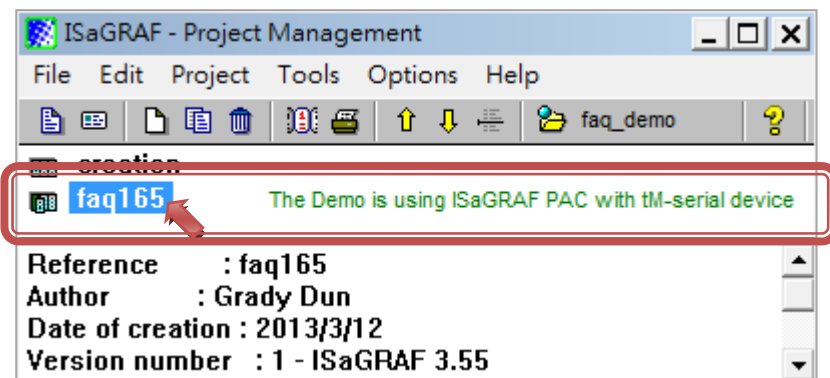 ISaGRAF - Project Management
File Edit Project Tools Options Help
faq_demo
creation
faq165 The Demo is using ISaGRAF PAC with tM-serial device
Reference : faq165
Author : Grady Dun
Date of creation : 2013/3/12
Version number : 1 - ISaGRAF 3.55